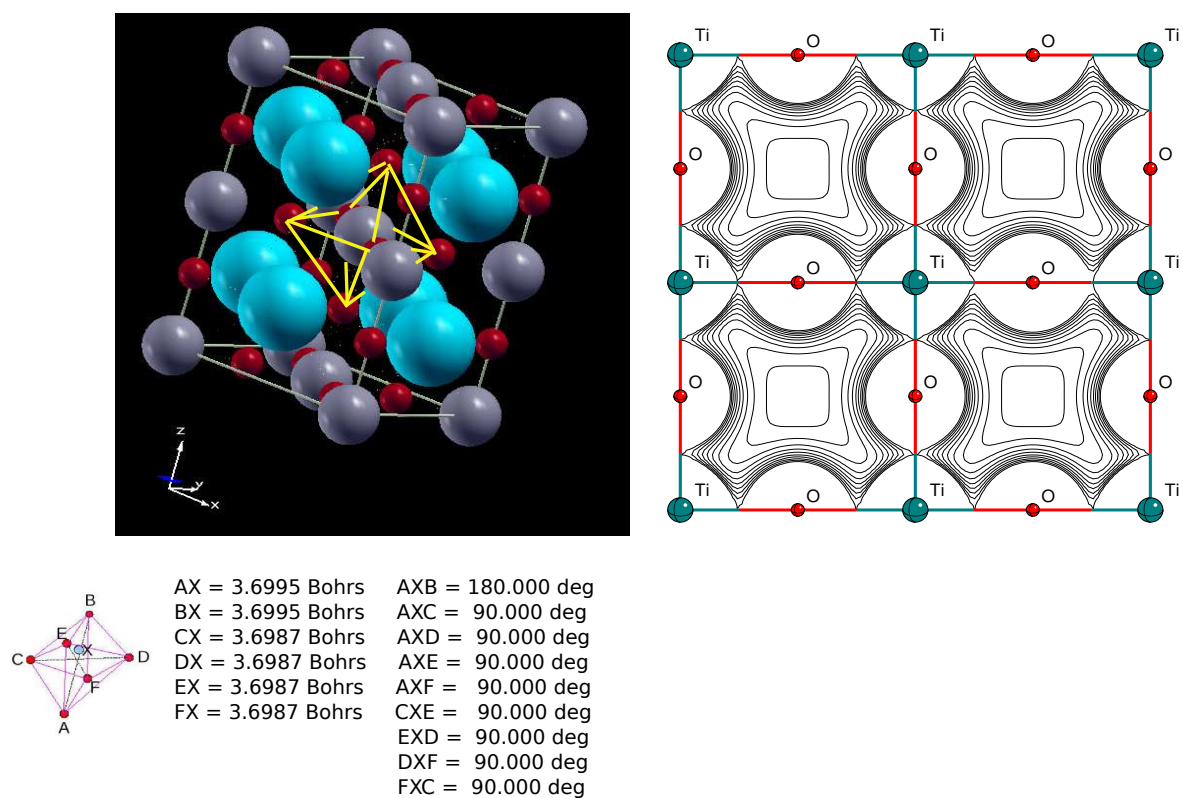 z
y
x
Ti O Ti O Ti
O O O
Ti O Ti O Ti
O O O
Ti O Ti O Ti
B
E
X
C
D
F
A
AX = 3.6995 Bohrs AXB = 180.000 deg
BX = 3.6995 Bohrs AXC = 90.000 deg
CX = 3.6987 Bohrs AXD = 90.000 deg
DX = 3.6987 Bohrs AXE = 90.000 deg
EX = 3.6987 Bohrs AXF = 90.000 deg
FX = 3.6987 Bohrs CXE = 90.000 deg
EXD = 90.000 deg
DXF = 90.000 deg
FXC = 90.000 deg